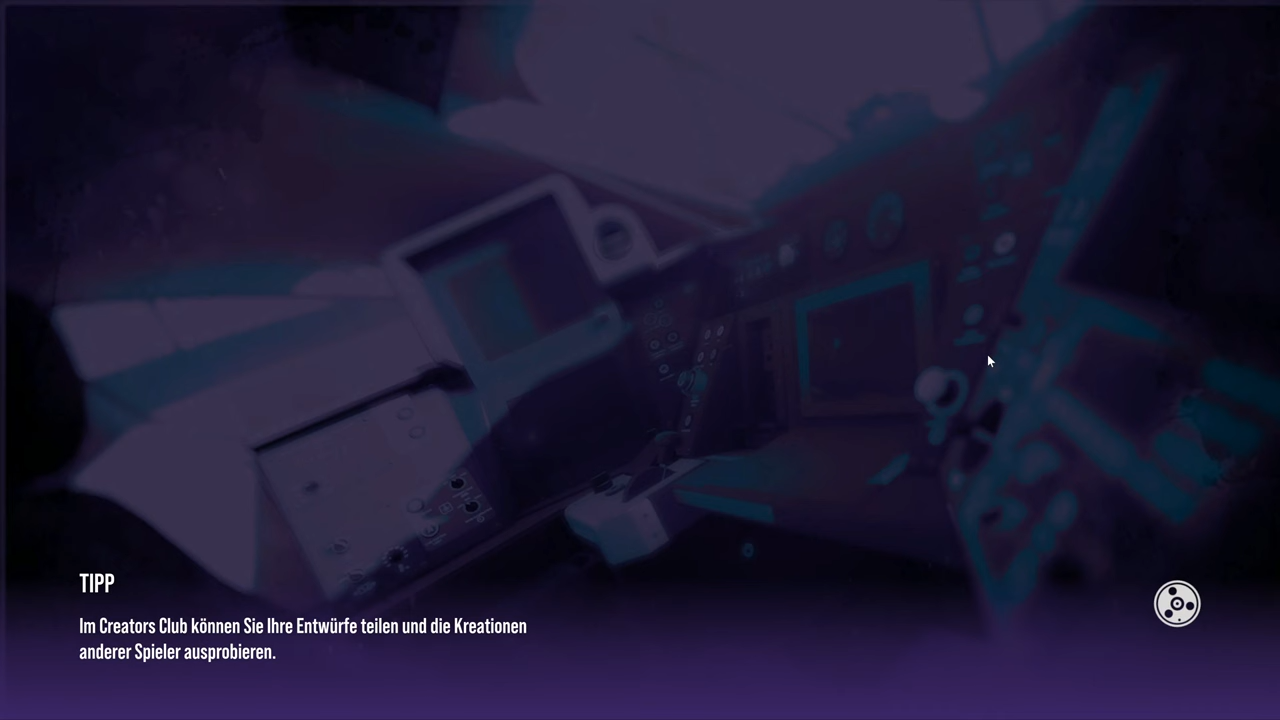 TIPP
Im Creators Club können Sie Ihre Entwürfe teilen und die Kreationen
anderer Spieler ausprobieren.